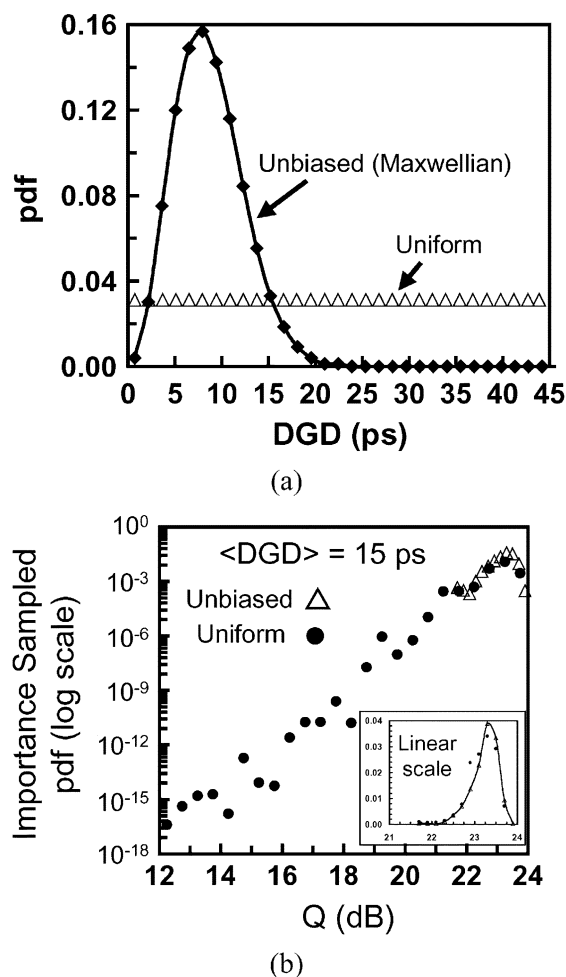 0.16
0.12
0.08
0.04
0.00
pdf
Unbiased (Maxwellian)
Uniform
0 5 10 15 20 25 30 35 40 45
DGD (ps)
(a)
10^0
10^-3
10^-6
10^-9
10^-12
10^-15
10^-18
Importance Sampled
pdf (log scale)
<DGD> = 15 ps
Unbiased △
Uniform ●
0.04
0.03
0.02
0.01
0.00
Linear
scale
21 22 23 24
12 14 16 18 20 22 24
Q (dB)
(b)